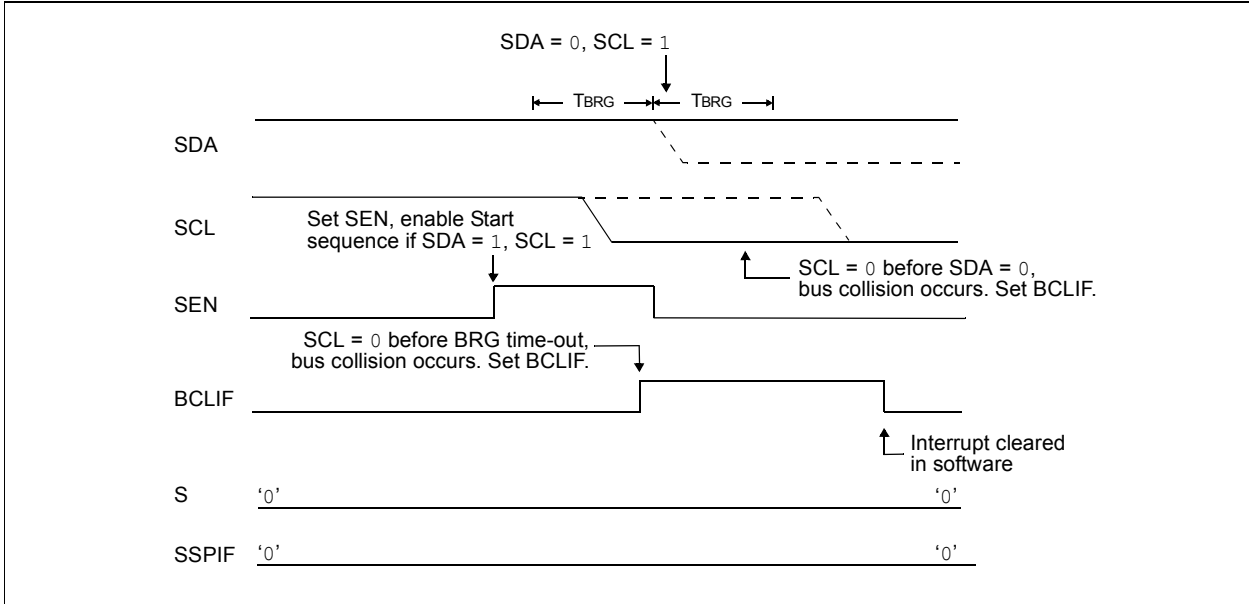 SDA = 0, SCL = 1
TBRG TBRG
SDA
SCL
Set SEN, enable Start
sequence if SDA = 1, SCL = 1
SCL = 0 before SDA = 0,
bus collision occurs. Set BCLIF.
SEN
SCL = 0 before BRG time-out,
bus collision occurs. Set BCLIF.
BCLIF
Interrupt cleared
in software
S ‘0’ ‘0’
SSPIF ‘0’ ‘0’